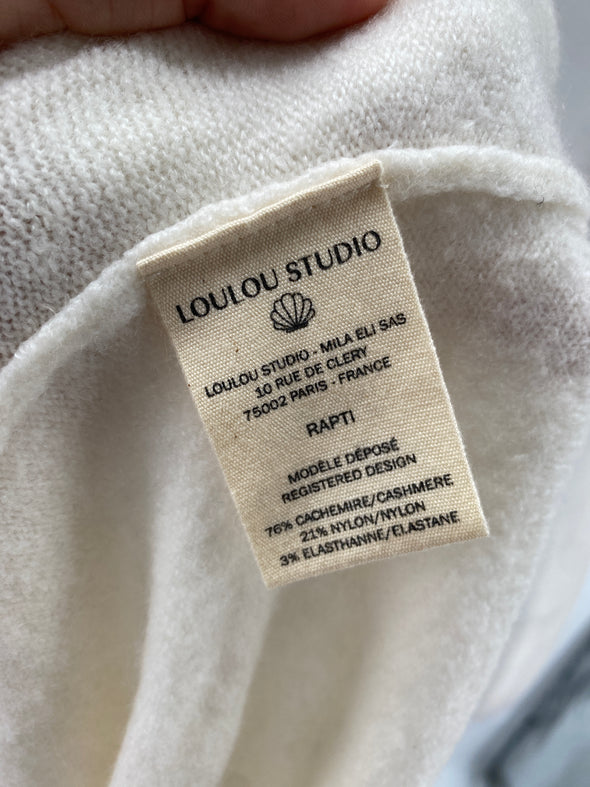 LOULOU STUDIO
LOULOU STUDIO - MILA ELI SAS
10 RUE DE CLERY
75002 PARIS - FRANCE
RAPTI
MODÈLE DÉPOSÉ
REGISTERED DESIGN
76% CACHEMIRE/CASHMERE
21% NYLON/NYLON
3% ELASTHANNE/ELASTANE